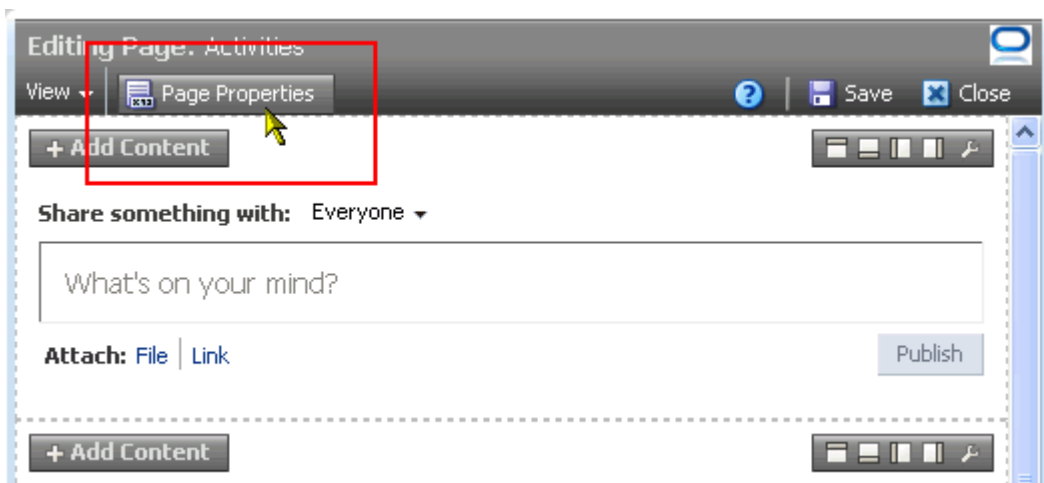 Editing Page: Activities
View Page Properties Save Close
+ Add Content
Share something with: Everyone
What's on your mind?
Attach: File Link Publish
+ Add Content